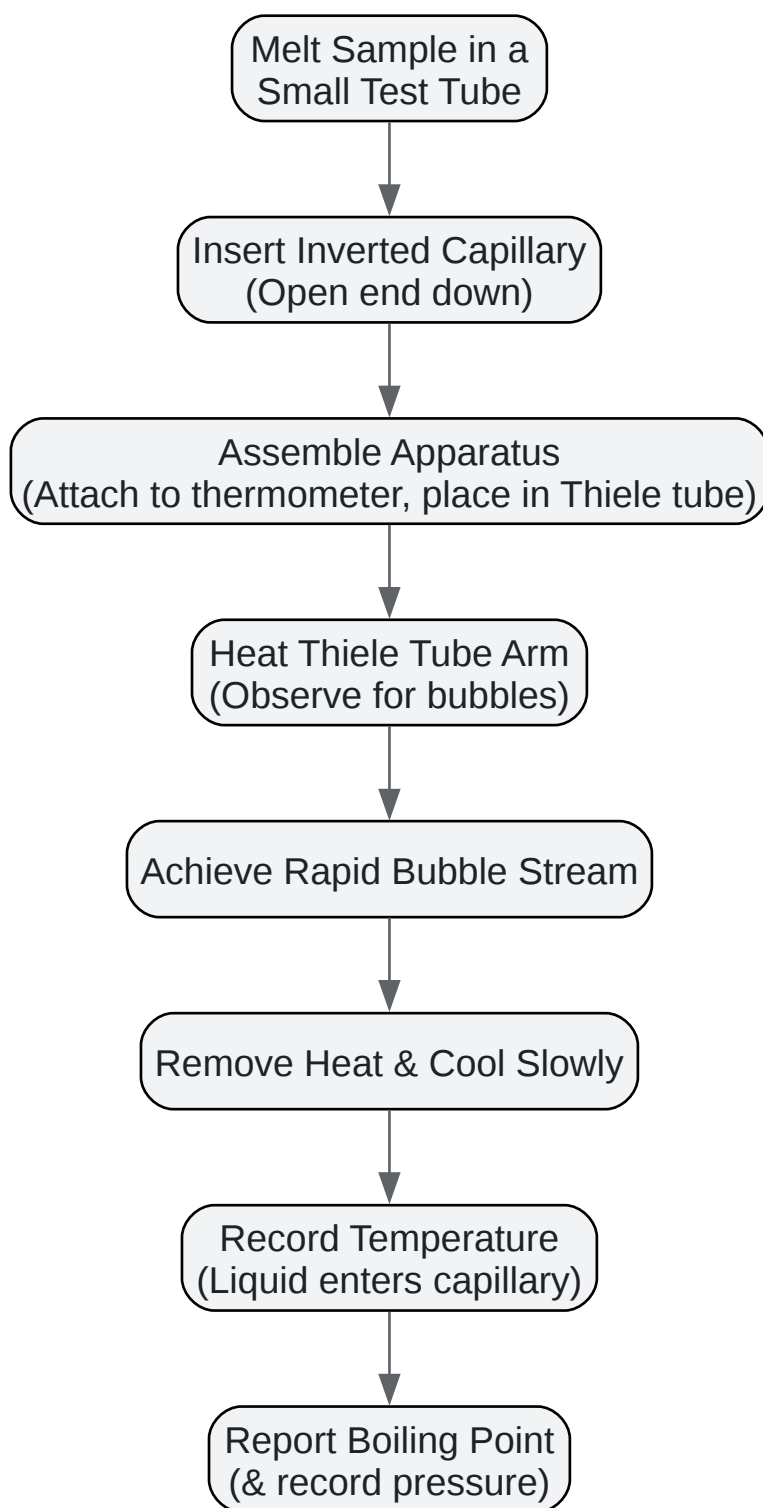 Melt Sample in a
Small Test Tube
Insert Inverted Capillary
(Open end down)
Assemble Apparatus
(Attach to thermometer, place in Thiele tube)
Heat Thiele Tube Arm
(Observe for bubbles)
Achieve Rapid Bubble Stream
Remove Heat & Cool Slowly
Record Temperature
(Liquid enters capillary)
Report Boiling Point
(& record pressure)